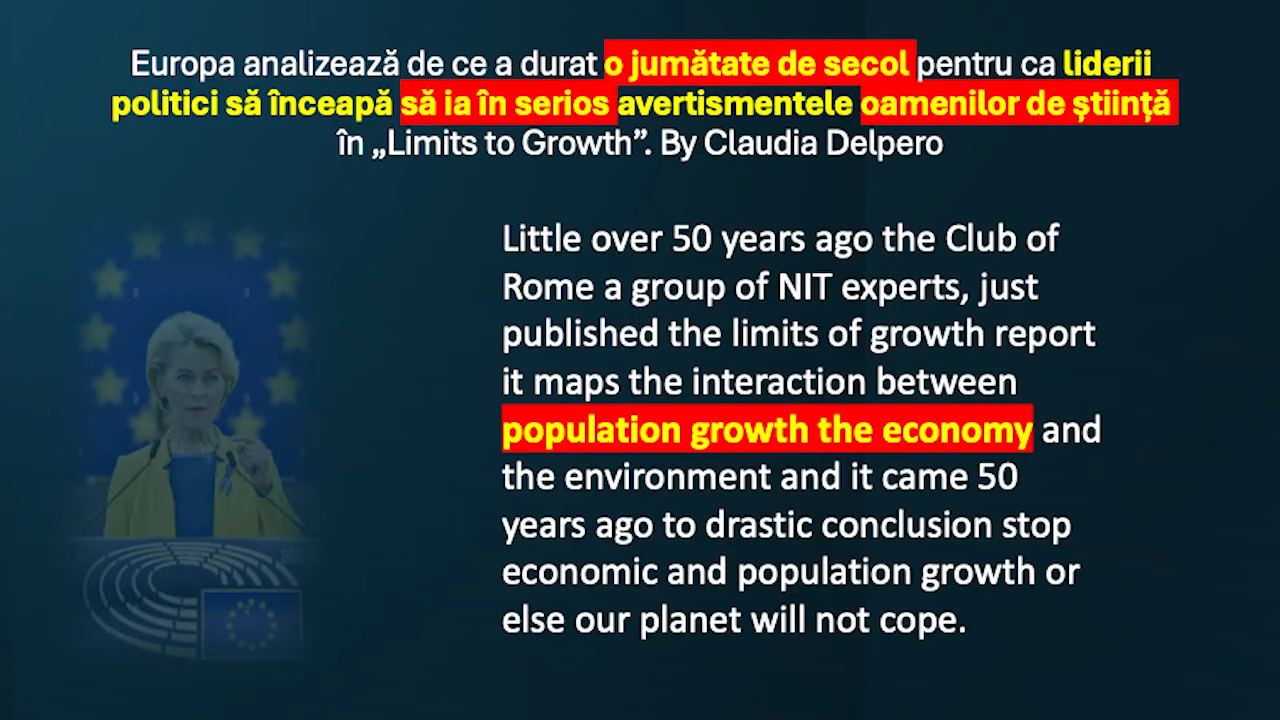 Europa analizează de ce a durat o jumătate de secol pentru ca liderii
politici să înceapă să ia în serios avertismentele oamenilor de știință
în „Limits to Growth”. By Claudia Delpero
Little over 50 years ago the Club of
Rome a group of NIT experts, just
published the limits of growth report
it maps the interaction between
population growth the economy and
the environment and it came 50
years ago to drastic conclusion stop
economic and population growth or
else our planet will not cope.